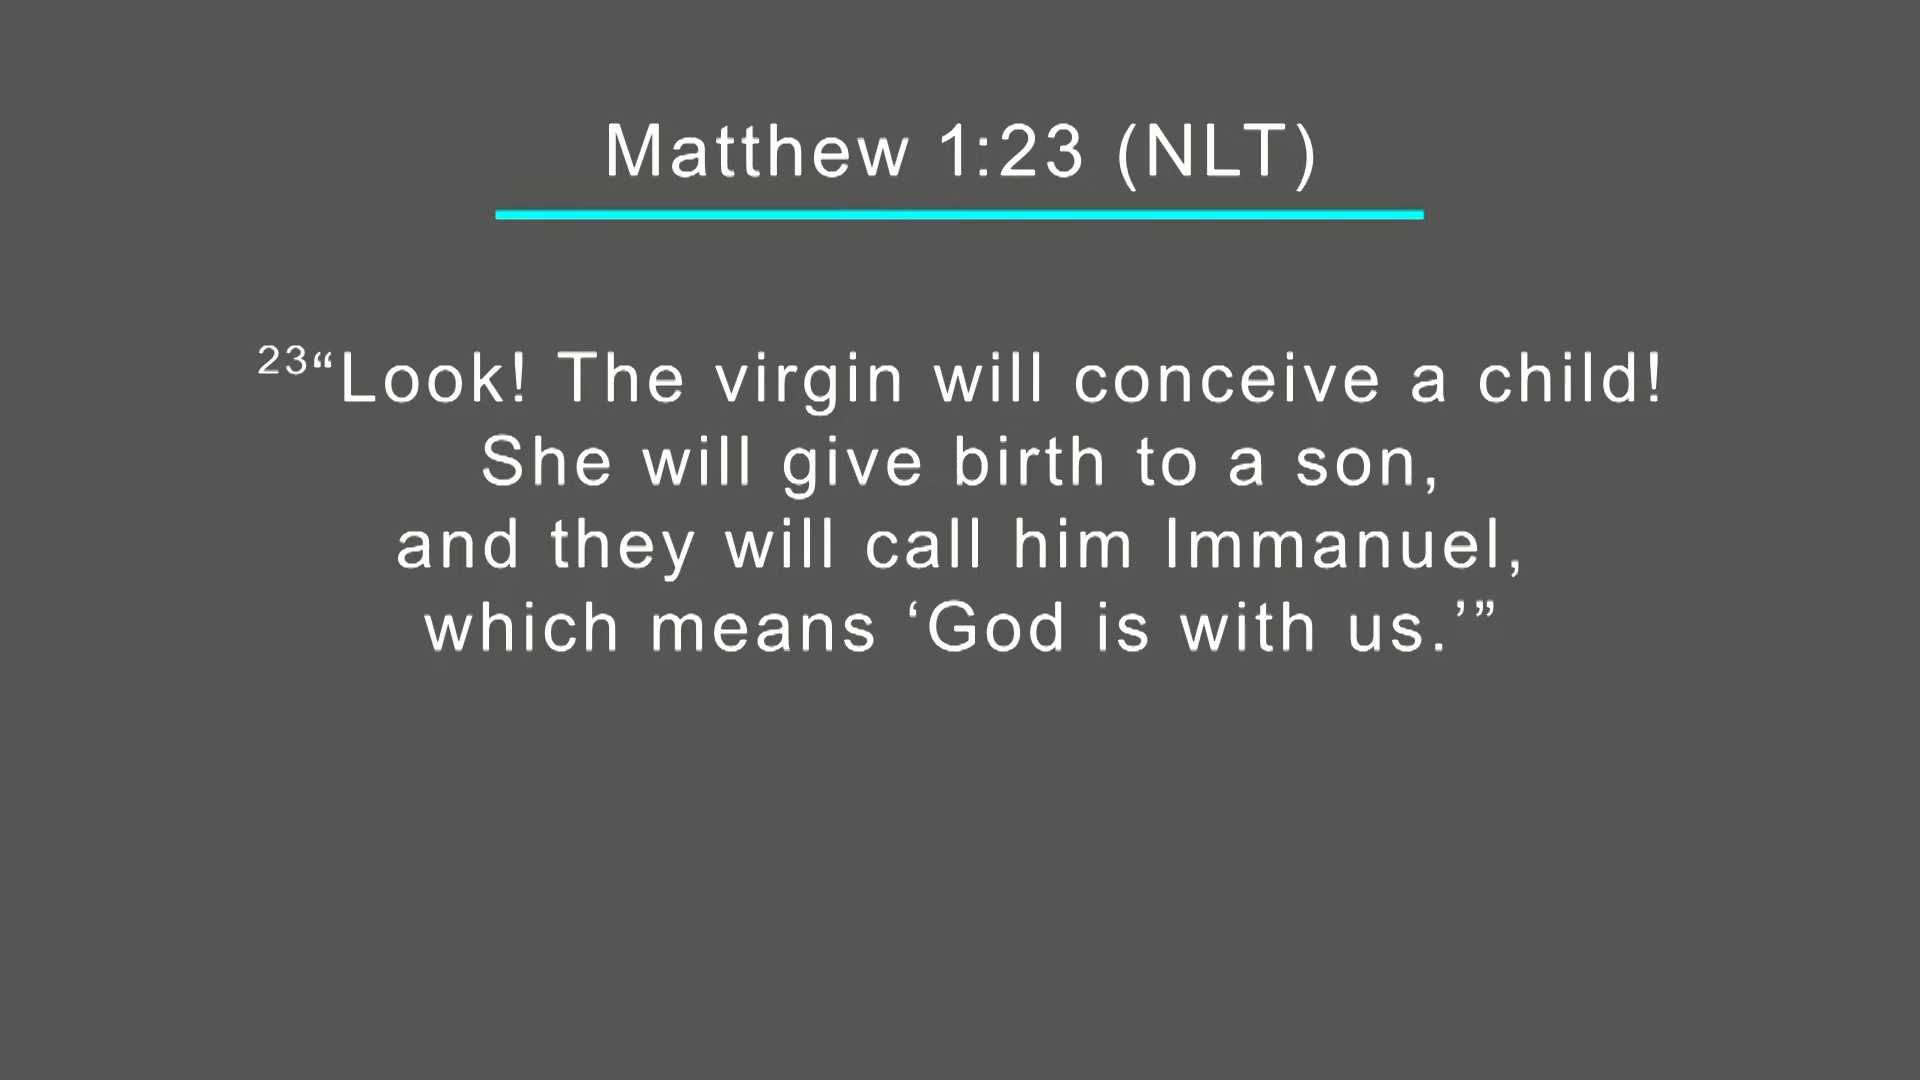 Matthew 1:23 (NLT)
23“Look! The virgin will conceive a child!
She will give birth to a son,
and they will call him Immanuel,
which means ‘God is with us.’”